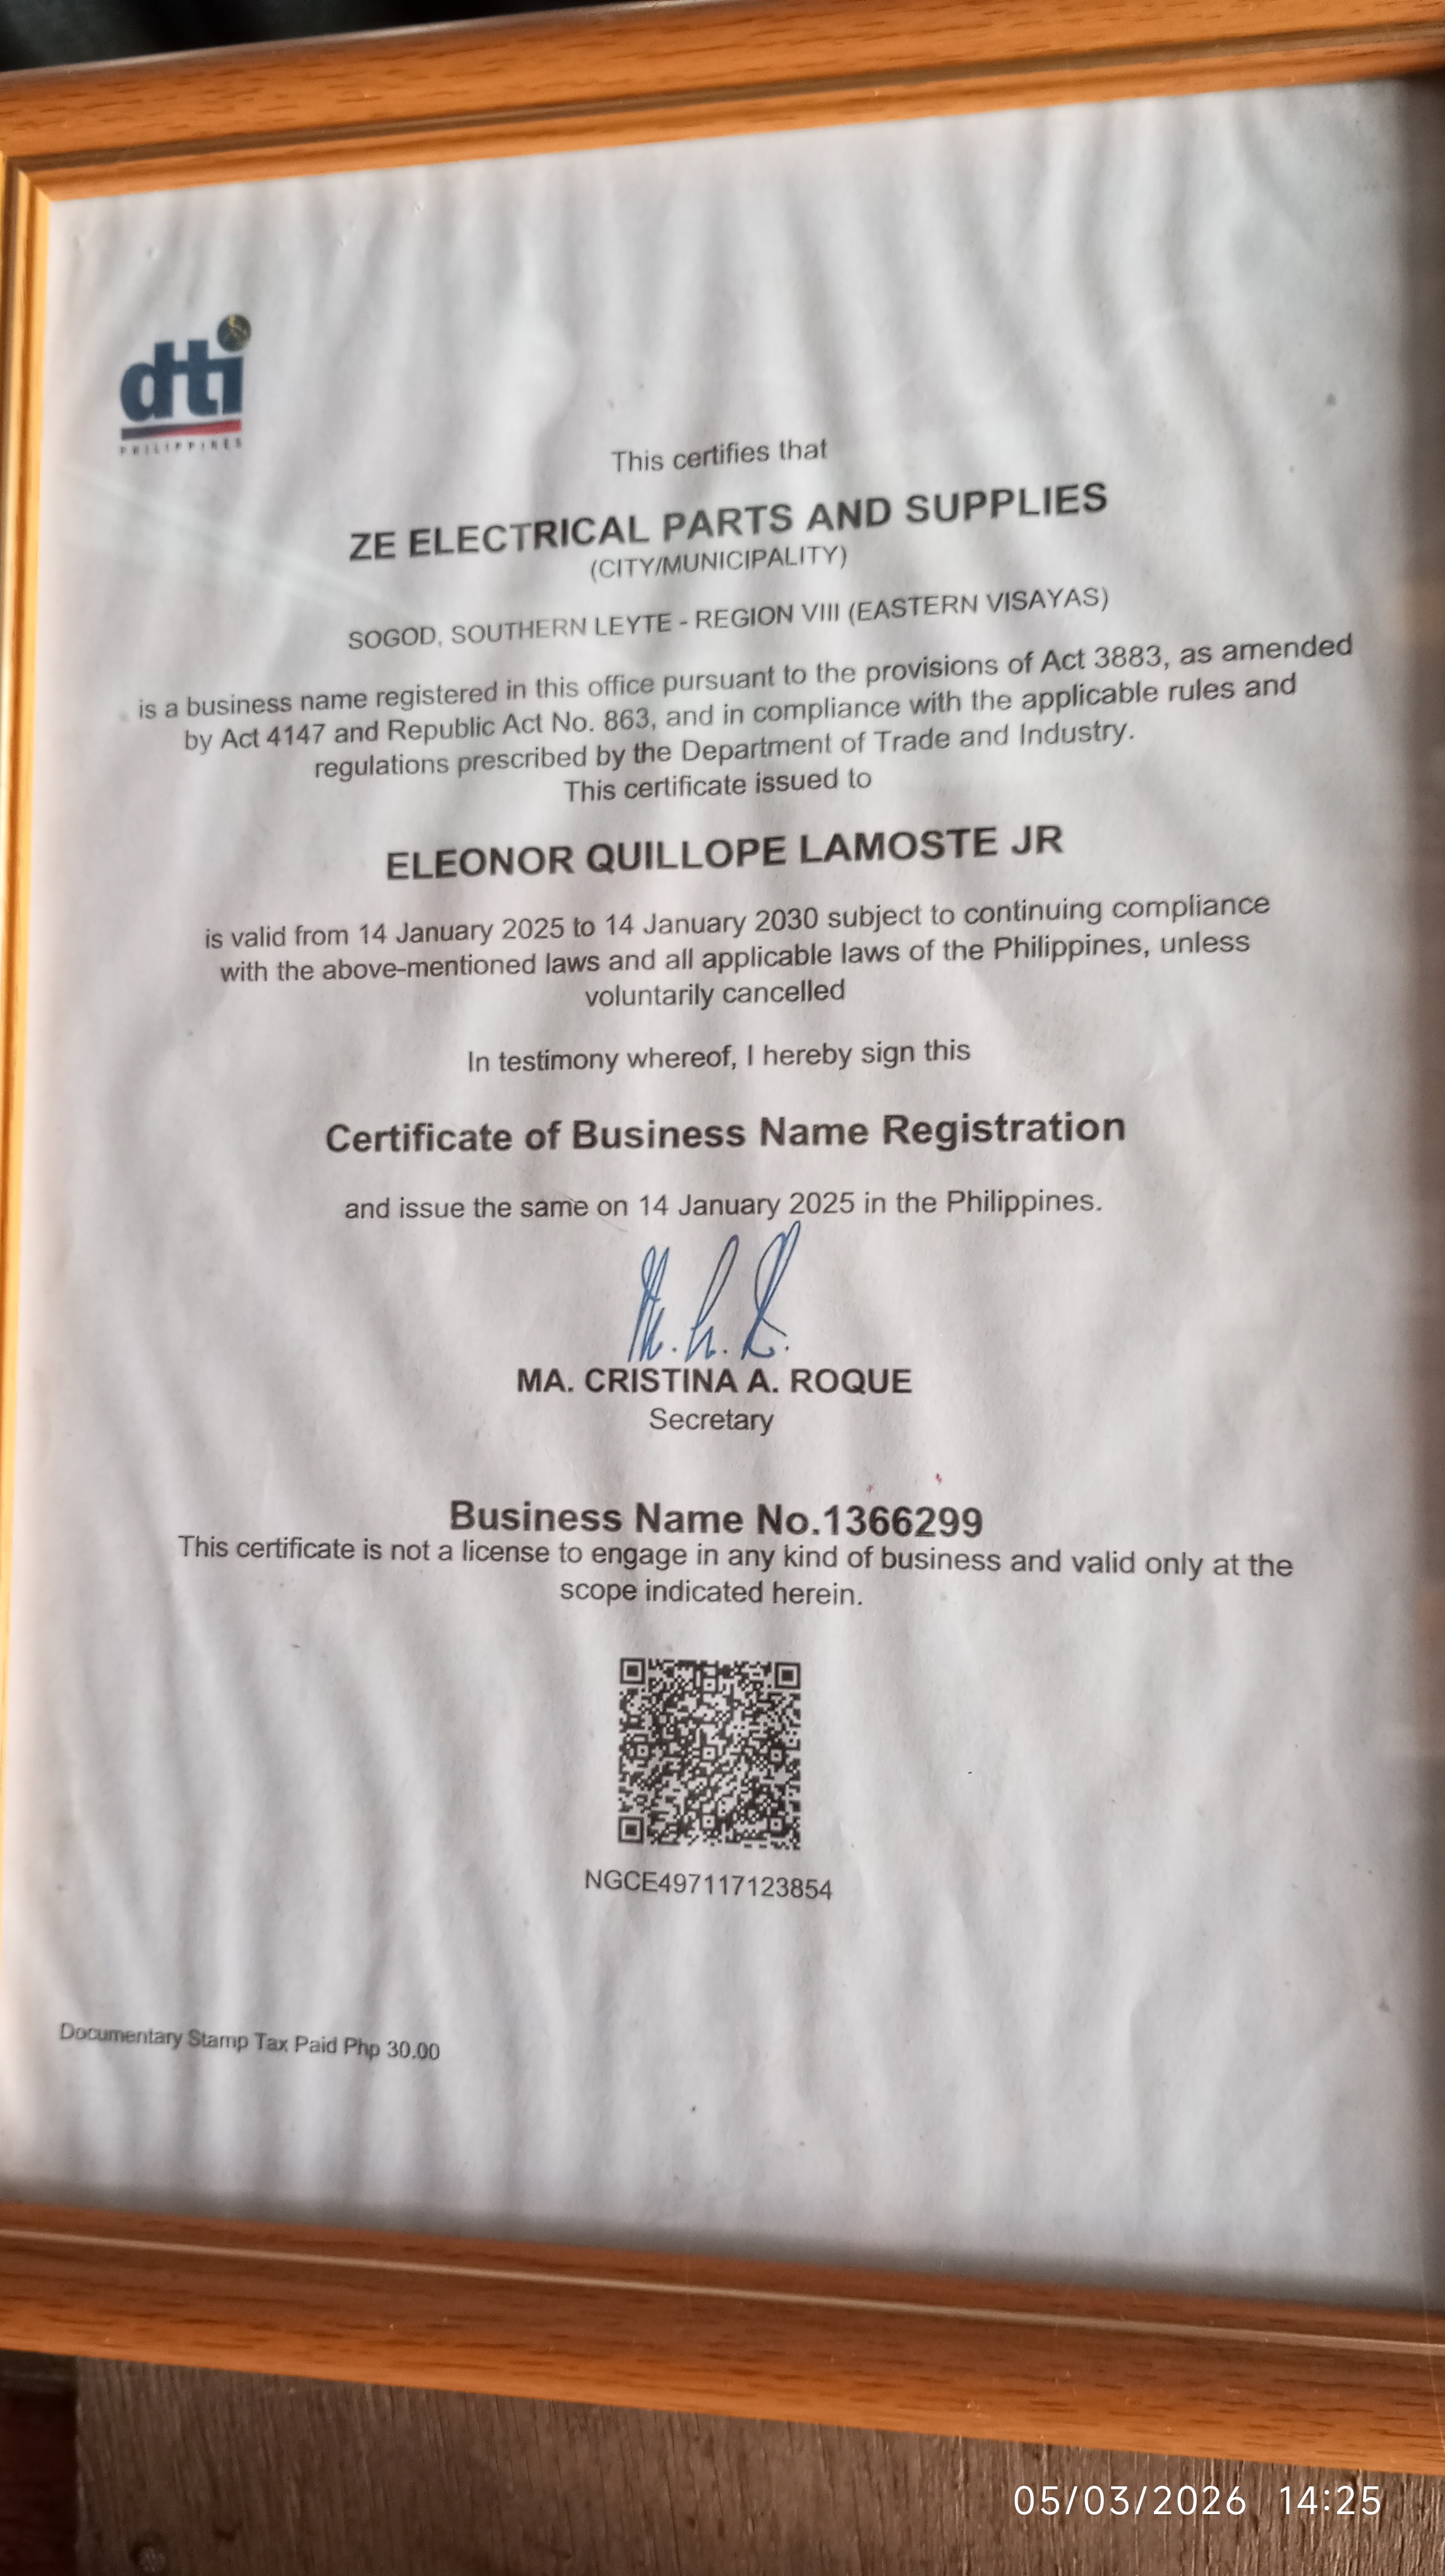 dti
PHILIPPINES
This certifies that
ZE ELECTRICAL PARTS AND SUPPLIES
(CITY/MUNICIPALITY)
SOGOD, SOUTHERN LEYTE - REGION VIII (EASTERN VISAYAS)
is a business name registered in this office pursuant to the provisions of Act 3883, as amended
by Act 4147 and Republic Act No. 863, and in compliance with the applicable rules and
regulations prescribed by the Department of Trade and Industry.
This certificate issued to
ELEONOR QUILLOPE LAMOSTE JR
is valid from 14 January 2025 to 14 January 2030 subject to continuing compliance
with the above-mentioned laws and all applicable laws of the Philippines, unless
voluntarily cancelled
In testimony whereof, I hereby sign this
Certificate of Business Name Registration
and issue the same on 14 January 2025 in the Philippines.
MA. CRISTINA A. ROQUE
Secretary
Business Name No.1366299
This certificate is not a license to engage in any kind of business and valid only at the
scope indicated herein.
NGCE497117123854
Documentary Stamp Tax Paid Php 30.00
05/03/2026 14:25